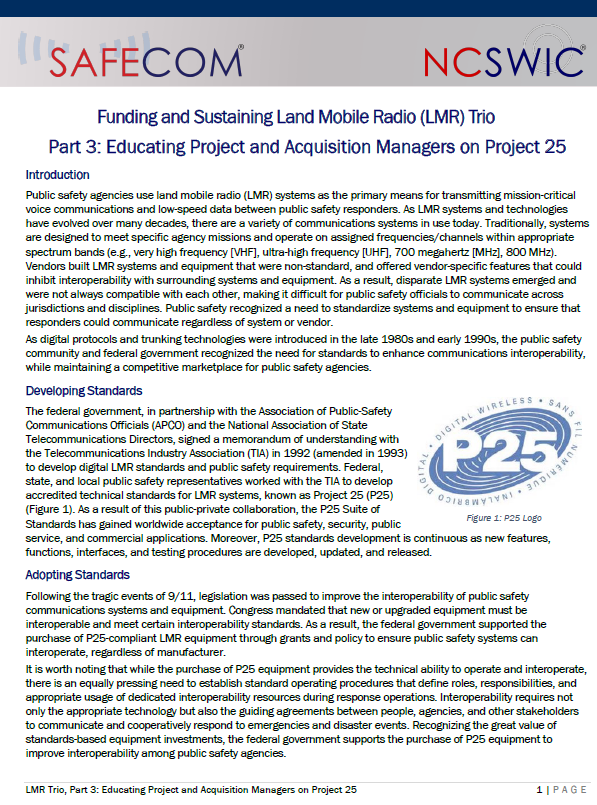 SAFECOM®
NCSWIC®
Funding and Sustaining Land Mobile Radio (LMR) Trio
Part 3: Educating Project and Acquisition Managers on Project 25
Introduction
Public safety agencies use land mobile radio (LMR) systems as the primary means for transmitting mission-critical
voice communications and low-speed data between public safety responders. As LMR systems and technologies
have evolved over many decades, there are a variety of communications systems in use today. Traditionally, systems
are designed to meet specific agency missions and operate on assigned frequencies/channels within appropriate
spectrum bands (e.g., very high frequency [VHF], ultra-high frequency [UHF], 700 megahertz [MHz], 800 MHz).
Vendors built LMR systems and equipment that were non-standard, and offered vendor-specific features that could
inhibit interoperability with surrounding systems and equipment. As a result, disparate LMR systems emerged and
were not always compatible with each other, making it difficult for public safety officials to communicate across
jurisdictions and disciplines. Public safety recognized a need to standardize systems and equipment to ensure that
responders could communicate regardless of system or vendor.
As digital protocols and trunking technologies were introduced in the late 1980s and early 1990s, the public safety
community and federal government recognized the need for standards to enhance communications interoperability,
while maintaining a competitive marketplace for public safety agencies.
Developing Standards
The federal government, in partnership with the Association of Public-Safety
Communications Officials (APCO) and the National Association of State
Telecommunications Directors, signed a memorandum of understanding with
the Telecommunications Industry Association (TIA) in 1992 (amended in 1993)
to develop digital LMR standards and public safety requirements. Federal,
state, and local public safety representatives worked with the TIA to develop
accredited technical standards for LMR systems, known as Project 25 (P25)
(Figure 1). As a result of this public-private collaboration, the P25 Suite of
Standards has gained worldwide acceptance for public safety, security, public
service, and commercial applications. Moreover, P25 standards development is continuous as new features,
functions, interfaces, and testing procedures are developed, updated, and released.
• DIGITAL WIRELESS • SANS FIL NUMÉRIQUE • INALÁMBRICO DIGITAL
P25
Figure 1: P25 Logo
Adopting Standards
Following the tragic events of 9/11, legislation was passed to improve the interoperability of public safety
communications systems and equipment. Congress mandated that new or upgraded equipment must be
interoperable and meet certain interoperability standards. As a result, the federal government supported the
purchase of P25-compliant LMR equipment through grants and policy to ensure public safety systems can
interoperate, regardless of manufacturer.
It is worth noting that while the purchase of P25 equipment provides the technical ability to operate and interoperate,
there is an equally pressing need to establish standard operating procedures that define roles, responsibilities, and
appropriate usage of dedicated interoperability resources during response operations. Interoperability requires not
only the appropriate technology but also the guiding agreements between people, agencies, and other stakeholders
to communicate and cooperatively respond to emergencies and disaster events. Recognizing the great value of
standards-based equipment investments, the federal government supports the purchase of P25 equipment to
improve interoperability among public safety agencies.
LMR Trio, Part 3: Educating Project and Acquisition Managers on Project 25
1 | PAGE